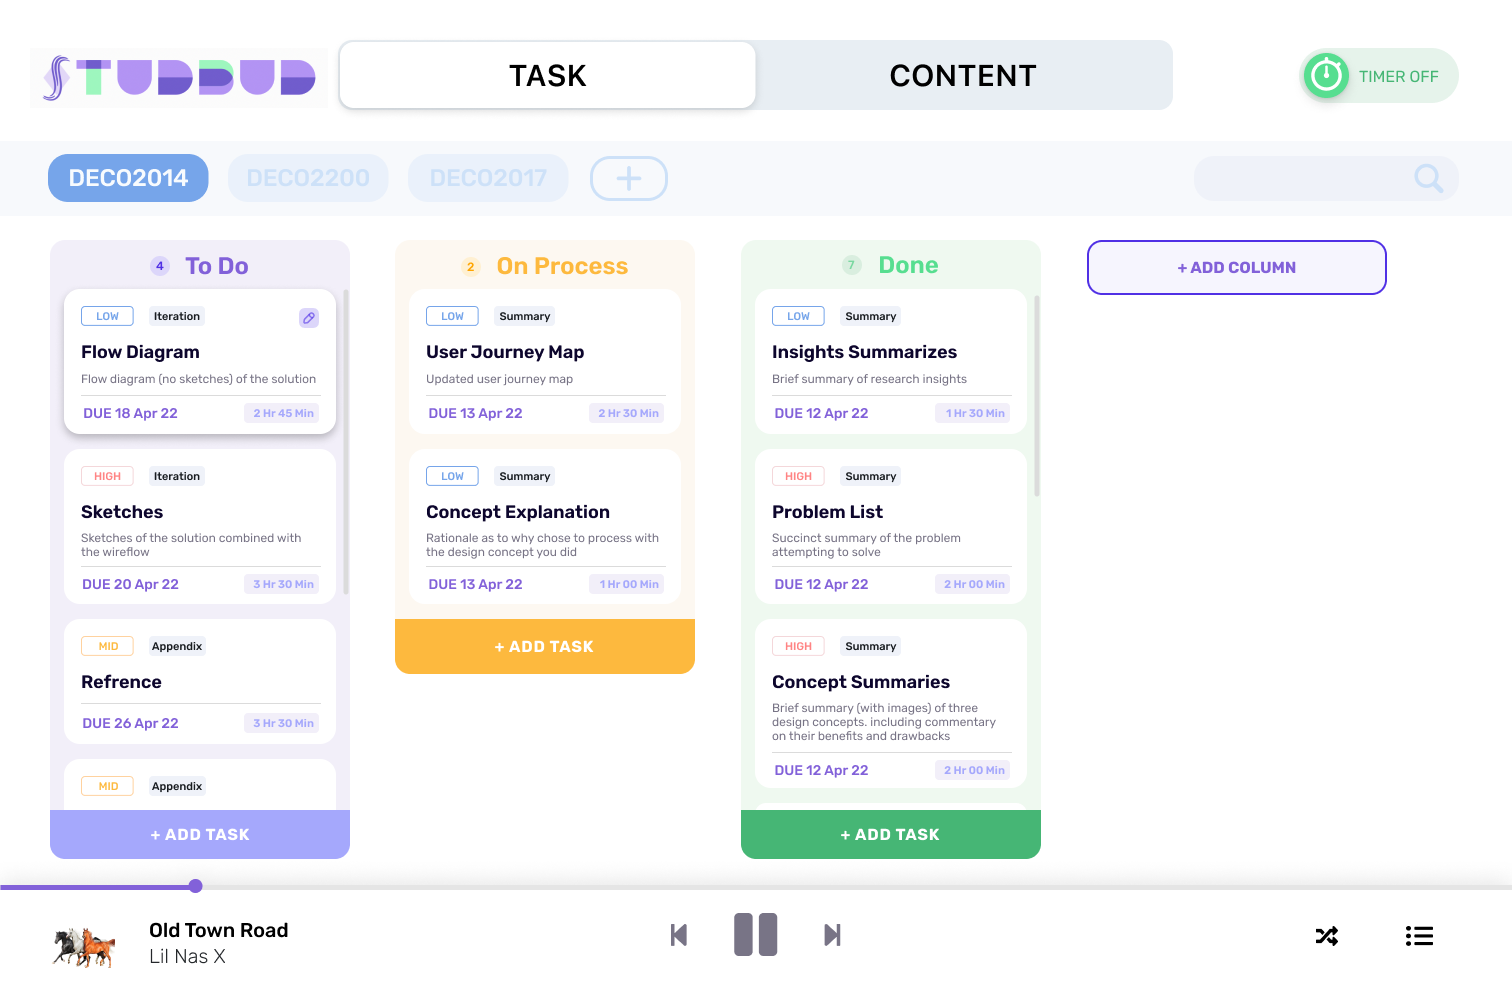 STUDBUD
TASK
CONTENT
TIMER OFF
DECO2014
DECO2200
DECO2017
4 To Do
LOW Iteration
Flow Diagram
Flow diagram (no sketches) of the solution
DUE 18 Apr 22 2 Hr 45 Min
HIGH Iteration
Sketches
Sketches of the solution combined with
the wireflow
DUE 20 Apr 22 3 Hr 30 Min
MID Appendix
Refrence
DUE 26 Apr 22 3 Hr 30 Min
MID Appendix
+ ADD TASK
2 On Process
LOW Summary
User Journey Map
Updated user journey map
DUE 13 Apr 22 2 Hr 30 Min
LOW Summary
Concept Explanation
Rationale as to why chose to process with
the design concept you did
DUE 13 Apr 22 1 Hr 00 Min
+ ADD TASK
7 Done
LOW Summary
Insights Summarizes
Brief summary of research insights
DUE 12 Apr 22 1 Hr 30 Min
HIGH Summary
Problem List
Succinct summary of the problem
attempting to solve
DUE 12 Apr 22 2 Hr 00 Min
HIGH Summary
Concept Summaries
Brief summary (with images) of three
design concepts. including commentary
on their benefits and drawbacks
DUE 12 Apr 22 2 Hr 00 Min
+ ADD TASK
+ ADD COLUMN
Old Town Road
Lil Nas X